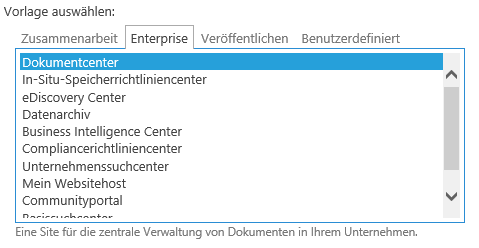 Vorlage auswählen:
Zusammenarbeit Enterprise Veröffentlichen Benutzerdefiniert
Dokumentcenter
In-Situ-Speicherrichtliniencenter
eDiscovery Center
Datenarchiv
Business Intelligence Center
Compliancerichtliniencenter
Unternehmenssuchcenter
Mein Websitehost
Communityportal
Basissuchcenter
Eine Site für die zentrale Verwaltung von Dokumenten in Ihrem Unternehmen.